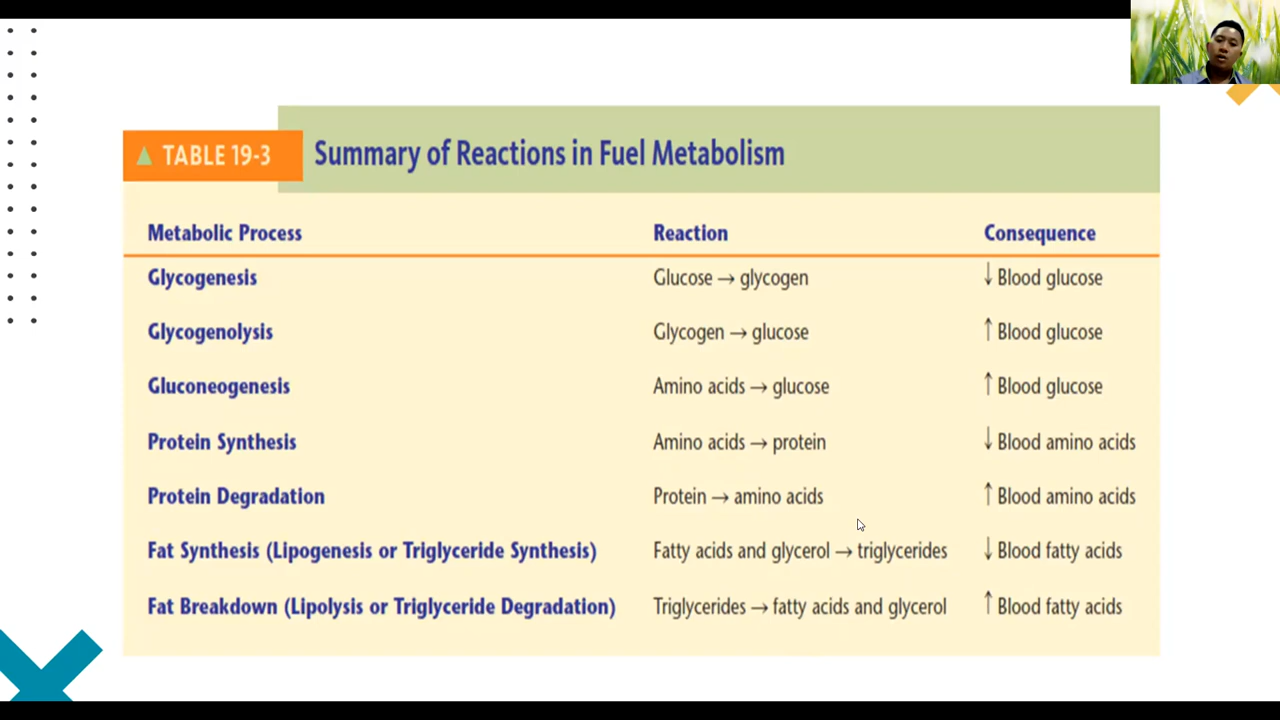 ▲ TABLE 19-3 Summary of Reactions in Fuel Metabolism
Metabolic Process Reaction Consequence
Glycogenesis Glucose → glycogen ↓ Blood glucose
Glycogenolysis Glycogen → glucose ↑ Blood glucose
Gluconeogenesis Amino acids → glucose ↑ Blood glucose
Protein Synthesis Amino acids → protein ↓ Blood amino acids
Protein Degradation Protein → amino acids ↑ Blood amino acids
Fat Synthesis (Lipogenesis or Triglyceride Synthesis) Fatty acids and glycerol → triglycerides ↓ Blood fatty acids
Fat Breakdown (Lipolysis or Triglyceride Degradation) Triglycerides → fatty acids and glycerol ↑ Blood fatty acids